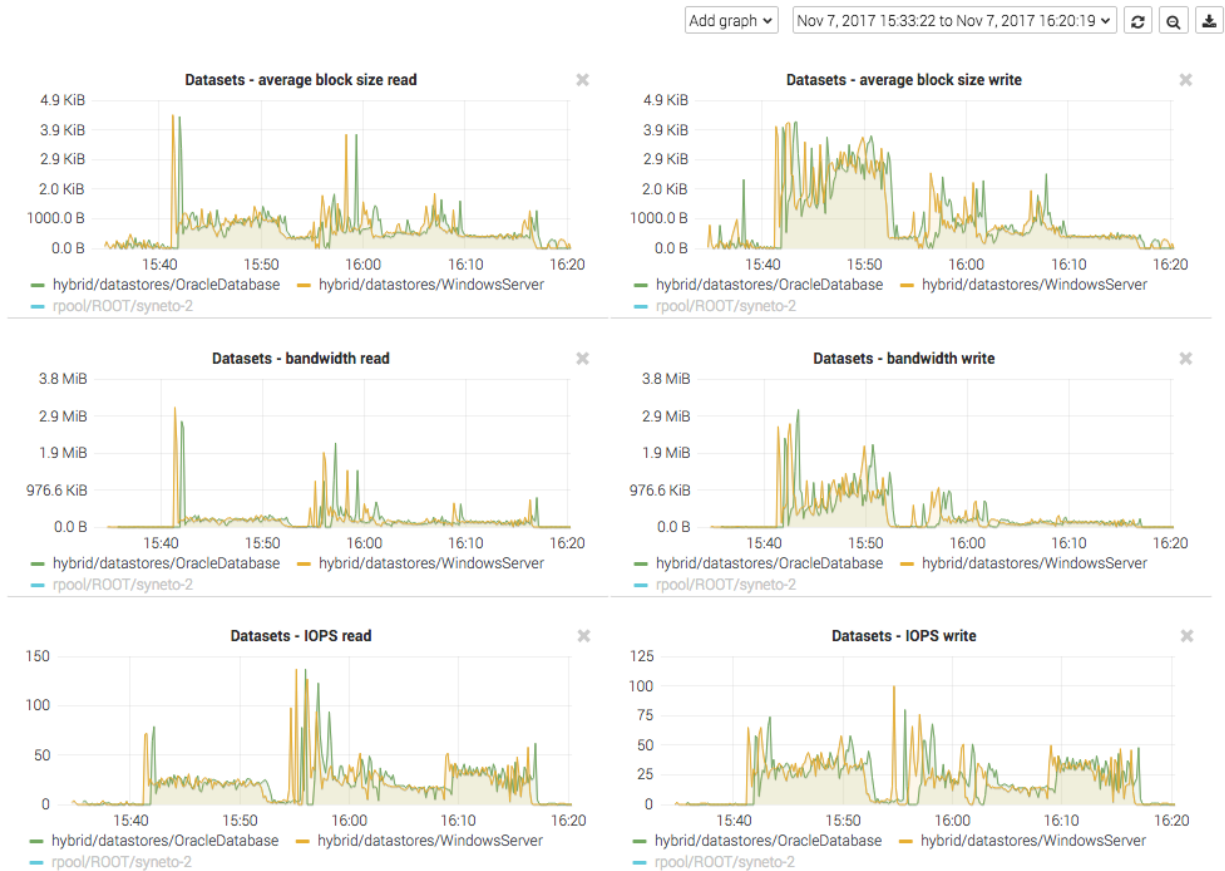 Add graph Nov 7, 2017 15:33:22 to Nov 7, 2017 16:20:19
Datasets - average block size read
4.9 KiB
3.9 KiB
2.9 KiB
2.0 KiB
1000.0 B
0.0 B
15:40 15:50 16:00 16:10 16:20
hybrid/datastores/OracleDatabase hybrid/datastores/WindowsServer
rpool/ROOT/syneto-2
Datasets - average block size write
4.9 KiB
3.9 KiB
2.9 KiB
2.0 KiB
1000.0 B
0.0 B
15:40 15:50 16:00 16:10 16:20
hybrid/datastores/OracleDatabase hybrid/datastores/WindowsServer
rpool/ROOT/syneto-2
Datasets - bandwidth read
3.8 MiB
2.9 MiB
1.9 MiB
976.6 KiB
0.0 B
15:40 15:50 16:00 16:10 16:20
hybrid/datastores/OracleDatabase hybrid/datastores/WindowsServer
rpool/ROOT/syneto-2
Datasets - bandwidth write
3.8 MiB
2.9 MiB
1.9 MiB
976.6 KiB
0.0 B
15:40 15:50 16:00 16:10 16:20
hybrid/datastores/OracleDatabase hybrid/datastores/WindowsServer
rpool/ROOT/syneto-2
Datasets - IOPS read
150
100
50
0
15:40 15:50 16:00 16:10 16:20
hybrid/datastores/OracleDatabase hybrid/datastores/WindowsServer
rpool/ROOT/syneto-2
Datasets - IOPS write
125
100
75
50
25
0
15:40 15:50 16:00 16:10 16:20
hybrid/datastores/OracleDatabase hybrid/datastores/WindowsServer
rpool/ROOT/syneto-2